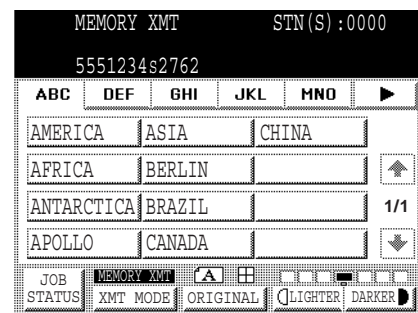 MEMORY XMT STN(S):0000
5551234s2762
ABC DEF GHI JKL MNO
AMERICA ASIA CHINA
AFRICA BERLIN
ANTARCTICA BRAZIL 1/1
APOLLO CANADA
JOB STATUS MEMORY XMT A
XMT MODE ORIGINAL LIGHTER DARKER